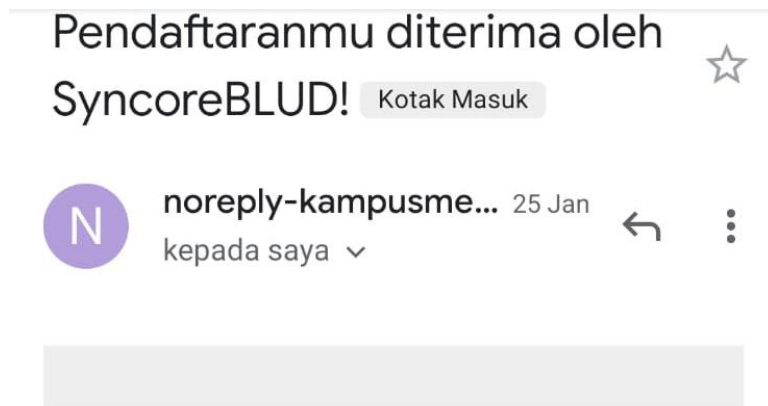 Pendaftaranmu diterima oleh
SyncoreBLUD! Kotak Masuk
noreply-kampusme... 25 Jan
N
kepada saya